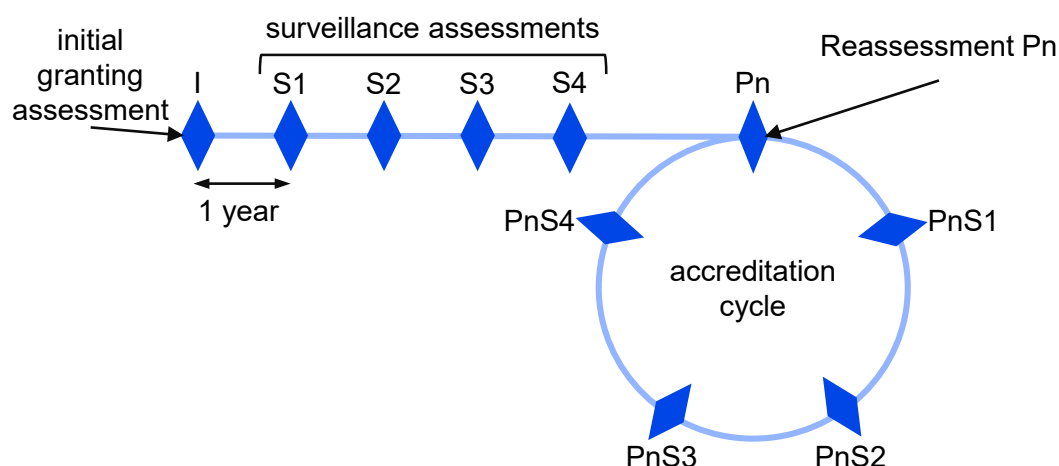 surveillance assessments
initial
granting
assessment
Reassessment Pn
I
S1
S2
S3
S4
Pn
1 year
PnS4
PnS1
accreditation
cycle
PnS3
PnS2